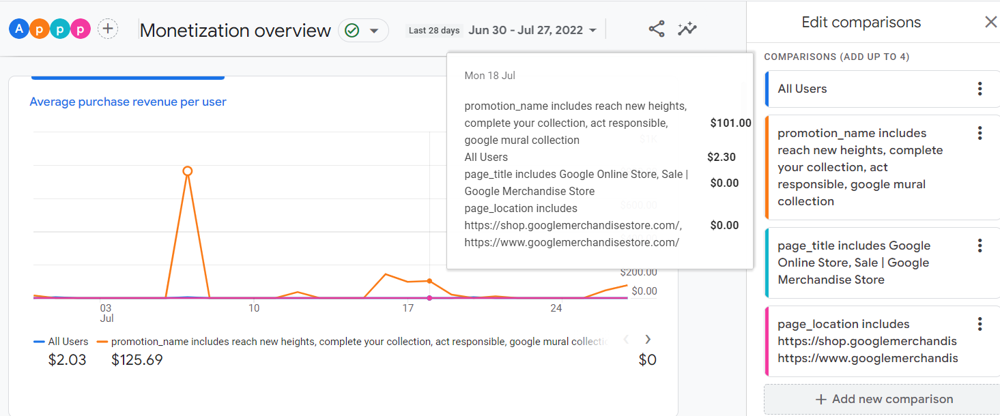 A p p p + Monetization overview Last 28 days Jun 30 - Jul 27, 2022
Edit comparisons
COMPARISONS (ADD UP TO 4)
All Users
promotion_name includes
reach new heights, complete
your collection, act
responsible, google mural
collection
page_title includes Google
Online Store, Sale | Google
Merchandise Store
page_location includes
https://shop.googlemerchandis
https://www.googlemerchandis
+ Add new comparison
Average purchase revenue per user
Mon 18 Jul
promotion_name includes reach new heights,
complete your collection, act responsible, $101.00
google mural collection
All Users $2.30
page_title includes Google Online Store, Sale | $0.00
Google Merchandise Store
page_location includes
https://shop.googlemerchandisestore.com/, $0.00
https://www.googlemerchandisestore.com/
$1K
$600.00
$200.00
$0.00
03 10 17 24
Jul
All Users promotion_name includes reach new heights, complete your collection, act responsible, google mural collectic
$2.03 $125.69 $0